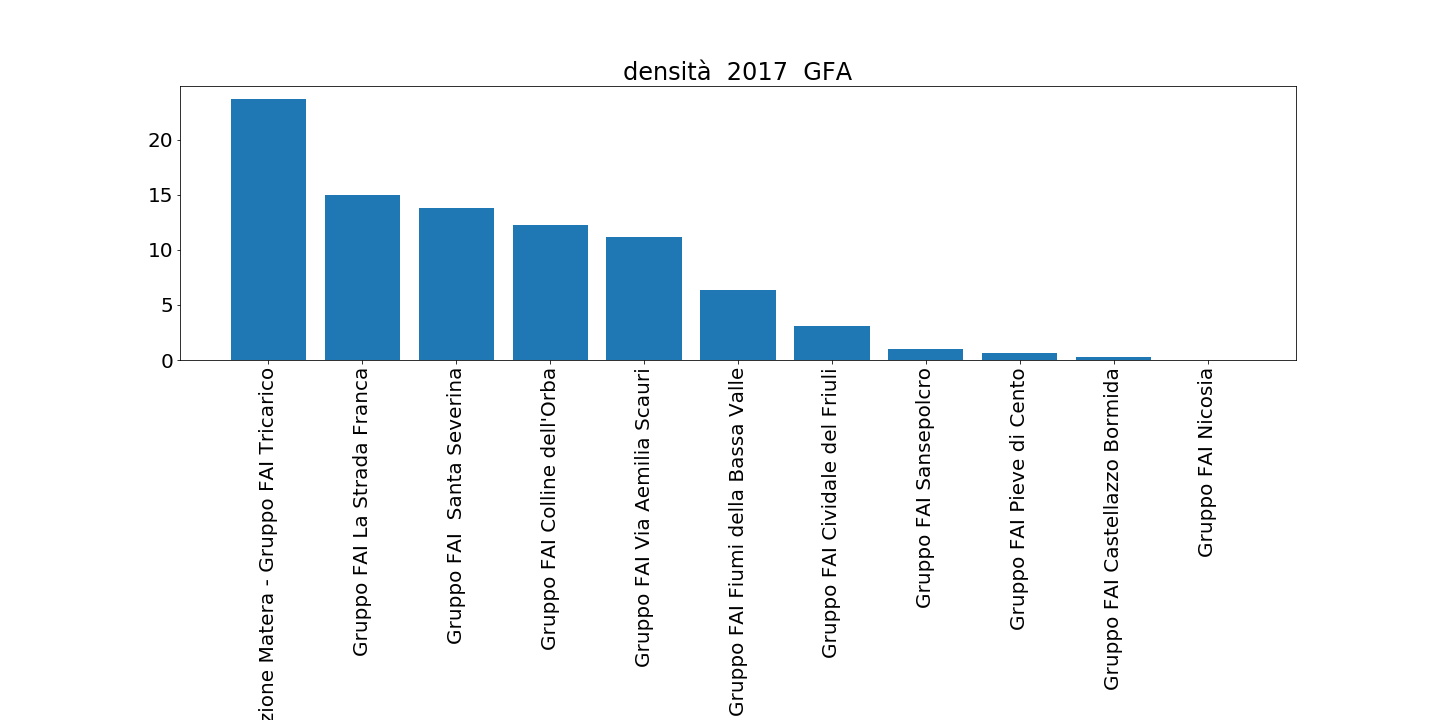 densità 2017 GFA
20
15
10
5
0
Matera - Gruppo FAI Tricarico
Gruppo FAI La Strada Franca
Gruppo FAI Santa Severina
Gruppo FAI Colline dell'Orba
Gruppo FAI Via Aemilia Scauri
Gruppo FAI Fiumi della Bassa Valle
Gruppo FAI Cividale del Friuli
Gruppo FAI Sansepolcro
Gruppo FAI Pieve di Cento
Gruppo FAI Castellazzo Bormida
Gruppo FAI Nicosia